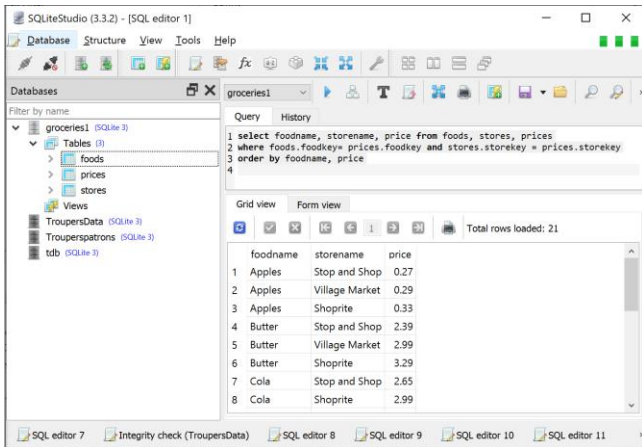 SQLiteStudio (3.3.2) - [SQL editor 1]
Database Structure View Tools Help
Databases
Filter by name
groceries1 (SQLite 3)
Tables (3)
foods
prices
stores
Views
TroupersData (SQLite 3)
Trouperspatrons (SQLite 3)
tdb (SQLite 3)
groceries1
Query History
1 select foodname, storename, price from foods, stores, prices
2 where foods.foodkey= prices.foodkey and stores.storekey = prices.storekey
3 order by foodname, price
4
Grid view Form view
1 Total rows loaded: 21
foodname storename price
1 Apples Stop and Shop 0.27
2 Apples Village Market 0.29
3 Apples Shoprite 0.33
4 Butter Stop and Shop 2.39
5 Butter Village Market 2.99
6 Butter Shoprite 3.29
7 Cola Stop and Shop 2.65
8 Cola Shoprite 2.99
SQL editor 7 Integrity check (TroupersData) SQL editor 8 SQL editor 9 SQL editor 10 SQL editor 11